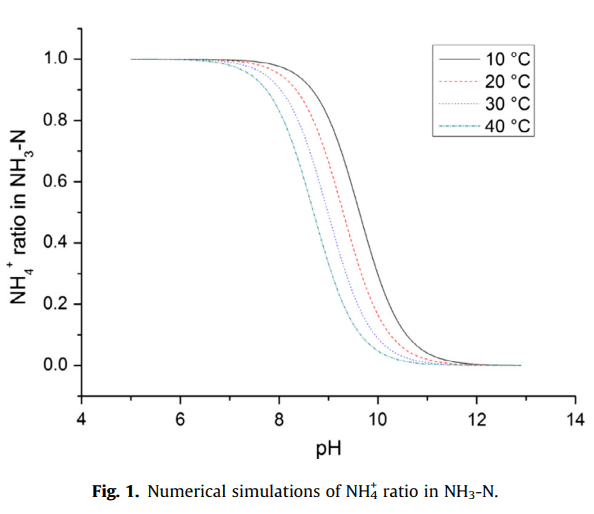 1.0
0.8
0.6
0.4
0.2
0.0
NH4+ ratio in NH3-N
10 °C
20 °C
30 °C
40 °C
4 6 8 10 12 14
pH
Fig. 1. Numerical simulations of NH4+ ratio in NH3-N.